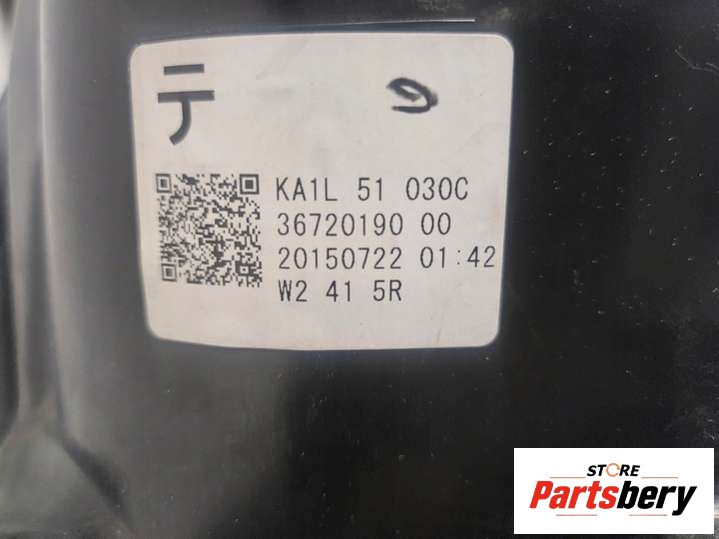 テ
KA1L 51 030C
36720190 00
20150722 01:42
W2 41 5R
STORE
Partsbery